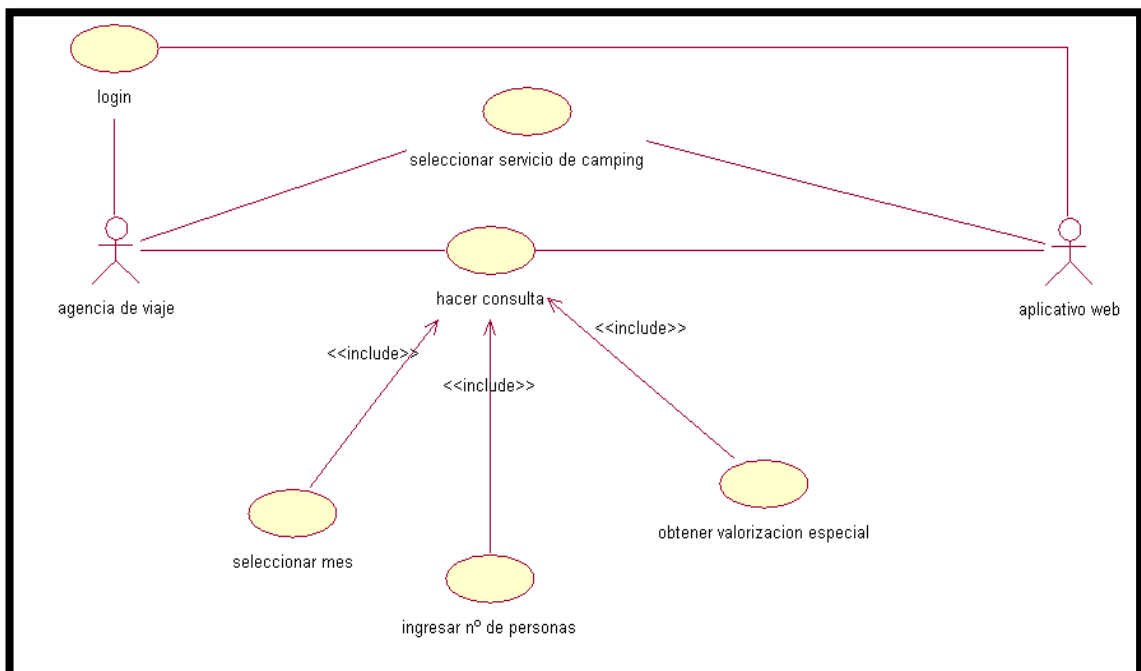 login
seleccionar servicio de camping
agencia de viaje
hacer consulta
aplicativo web
<<include>>
<<include>>
<<include>>
seleccionar mes
obtener valorizacion especial
ingresar nº de personas